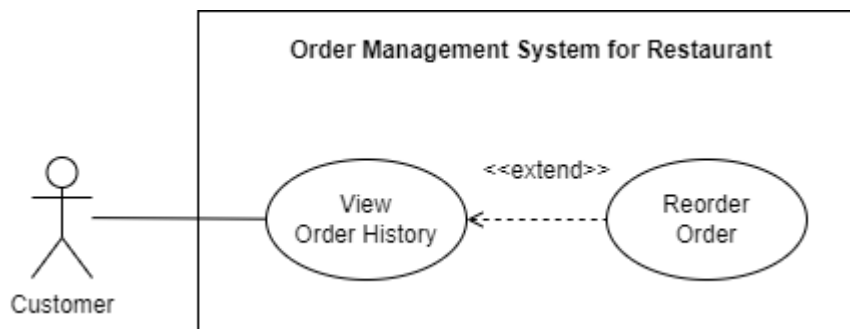 Order Management System for Restaurant
<<extend>>
View
Order History
Reorder
Order
Customer